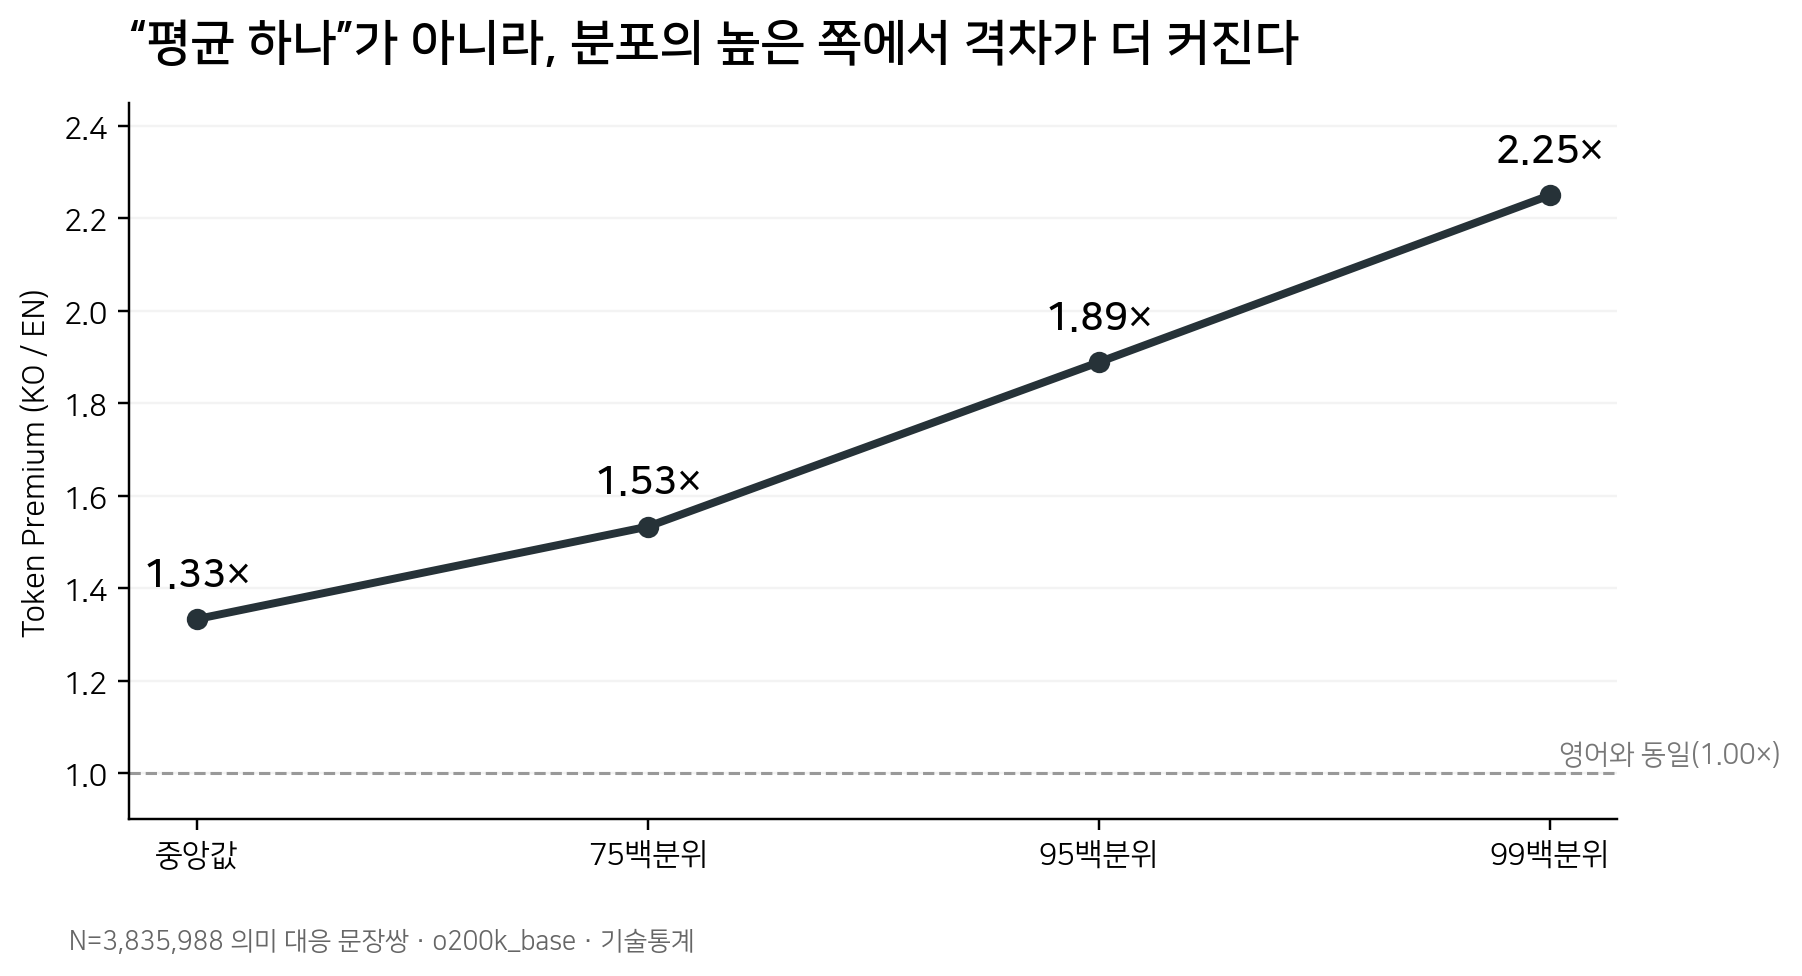 “평균 하나”가 아니라, 분포의 높은 쪽에서 격차가 더 커진다
Token Premium (KO / EN)
2.4
2.2
2.0
1.8
1.6
1.4
1.2
1.0
1.33×
1.53×
1.89×
2.25×
영어와 동일(1.00×)
중앙값 75백분위 95백분위 99백분위
N=3,835,988 의미 대응 문장쌍 · o200k_base · 기술통계